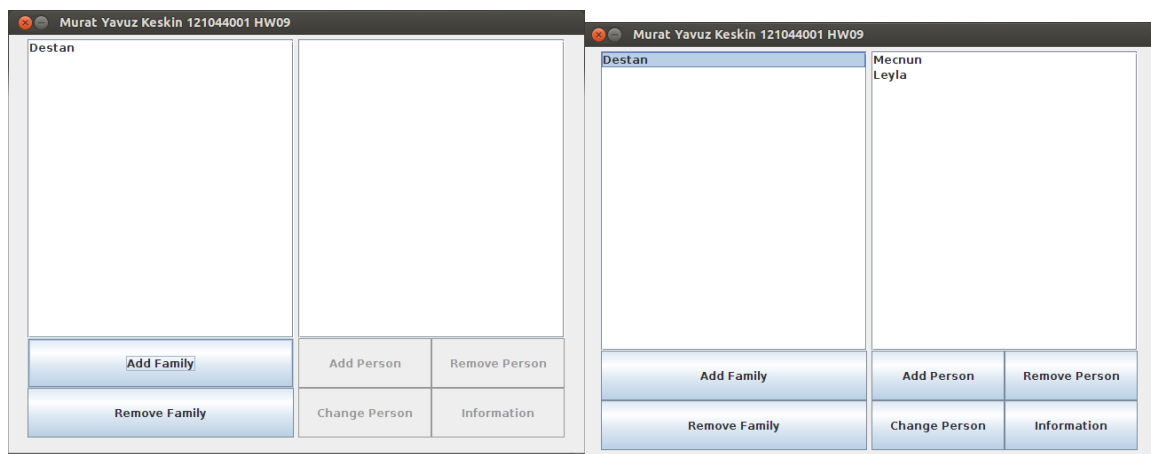 Murat Yavuz Keskin 121044001 HW09
Destan
Add Family
Add Person
Remove Person
Remove Family
Change Person
Information
Murat Yavuz Keskin 121044001 HW09
Destan
Mecnun
Leyla
Add Family
Add Person
Remove Person
Remove Family
Change Person
Information